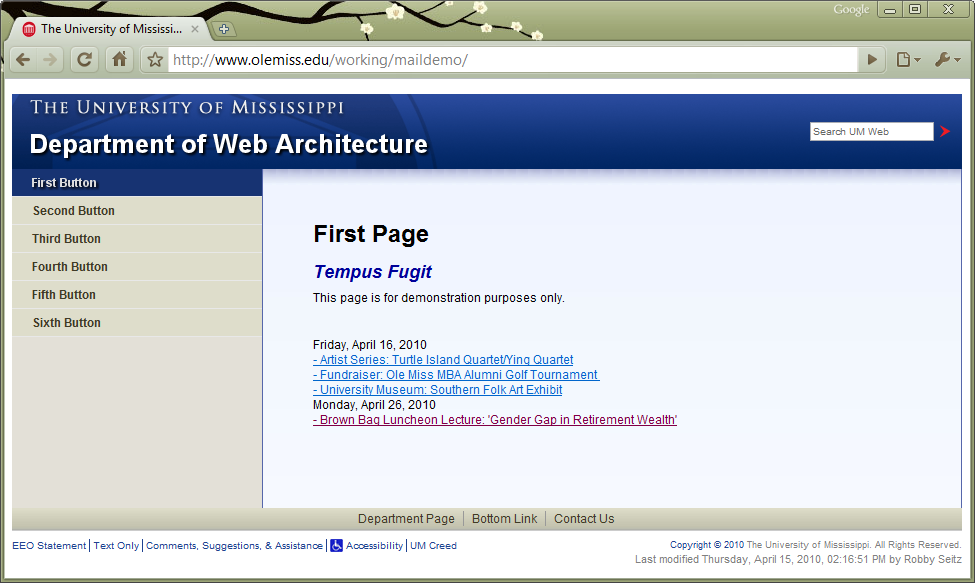 Google
The University of Mississi...
http://www.olemiss.edu/working/maildemo/
The University of Mississippi
Department of Web Architecture
Search UM Web
First Button
Second Button
Third Button
Fourth Button
Fifth Button
Sixth Button
First Page
Tempus Fugit
This page is for demonstration purposes only.
Friday, April 16, 2010
- Artist Series: Turtle Island Quartet/Ying Quartet
- Fundraiser: Ole Miss MBA Alumni Golf Tournament
- University Museum: Southern Folk Art Exhibit
Monday, April 26, 2010
- Brown Bag Luncheon Lecture: 'Gender Gap in Retirement Wealth'
Department Page | Bottom Link | Contact Us
EEO Statement | Text Only | Comments, Suggestions, & Assistance | Accessibility | UM Creed
Copyright © 2010 The University of Mississippi. All Rights Reserved.
Last modified Thursday, April 15, 2010, 02:16:51 PM by Robby Seitz